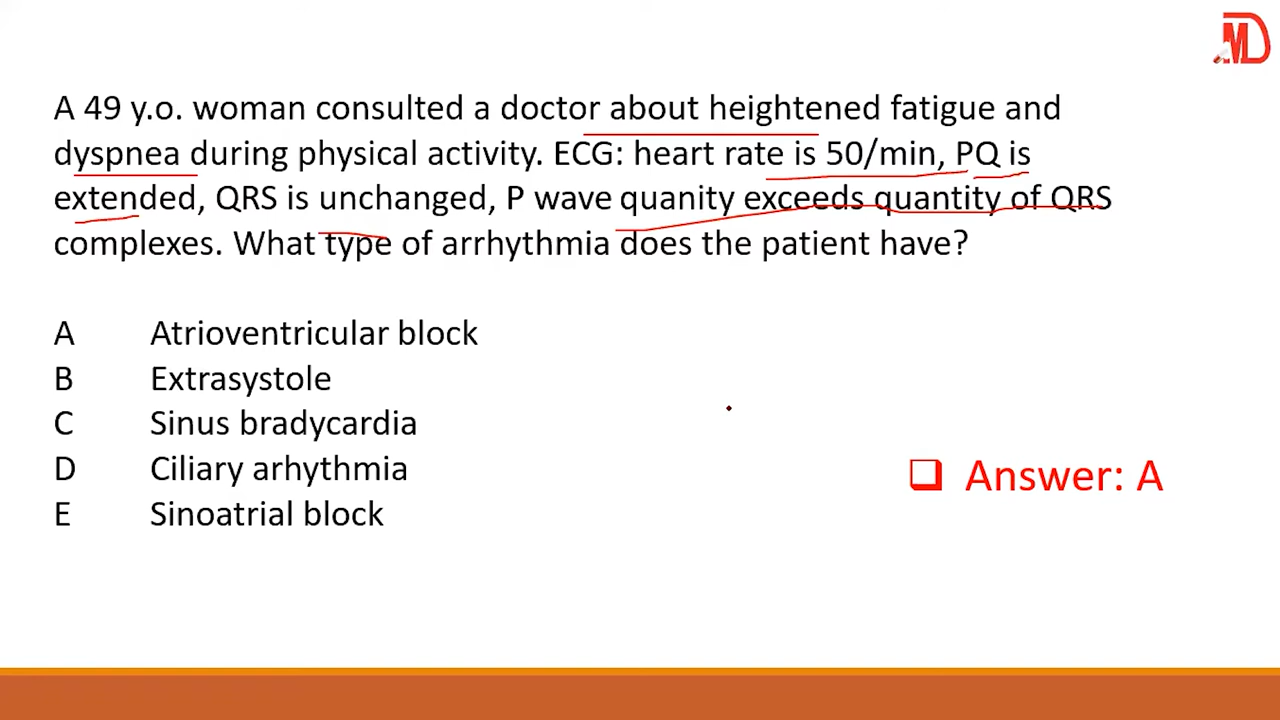 MD
A 49 y.o. woman consulted a doctor about heightened fatigue and
dyspnea during physical activity. ECG: heart rate is 50/min, PQ is
extended, QRS is unchanged, P wave quanity exceeds quantity of QRS
complexes. What type of arrhythmia does the patient have?
A Atrioventricular block
B Extrasystole
C Sinus bradycardia
D Ciliary arhythmia
E Sinoatrial block
Answer: A